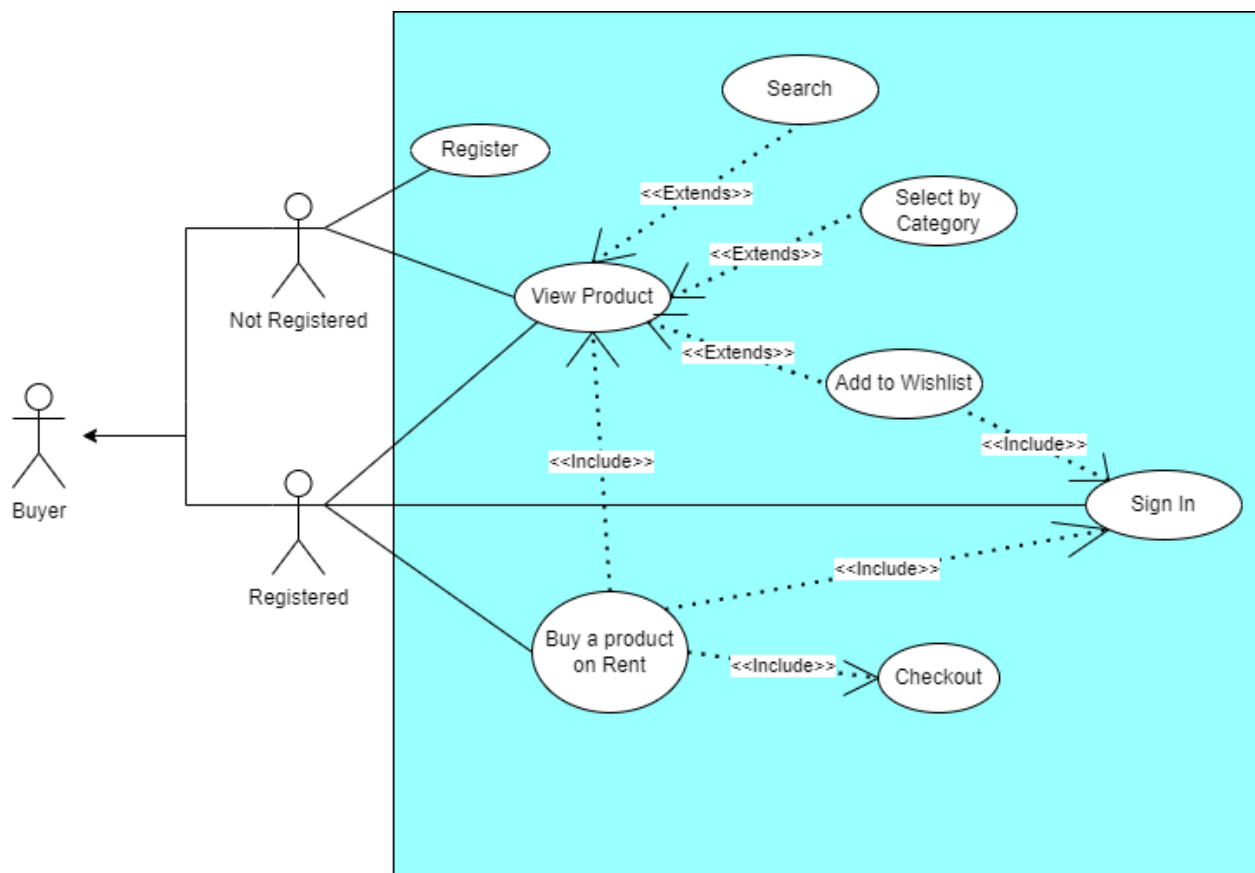 Search
Register
<<Extends>>
Select by
Category
<<Extends>>
View Product
Not Registered
<<Extends>>
Add to Wishlist
<<Include>>
<<Include>>
Buyer
Sign In
<<Include>>
Registered
Buy a product
on Rent
<<Include>>
Checkout